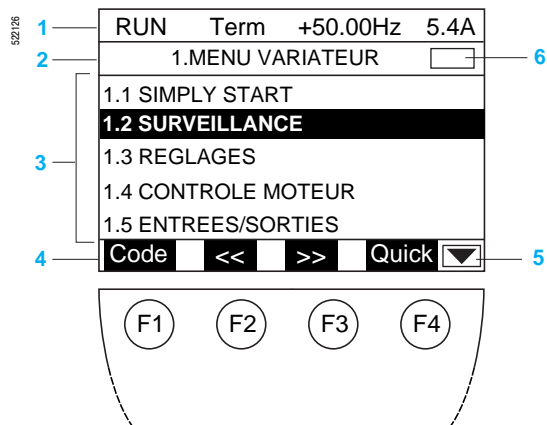 522126
1 RUN Term +50.00Hz 5.4A
2 1.MENU VARIATEUR 6
1.1 SIMPLY START
1.2 SURVEILLANCE
3 1.3 REGLAGES
1.4 CONTROLE MOTEUR
1.5 ENTREES/SORTIES
4 Code << >> Quick 5
F1 F2 F3 F4